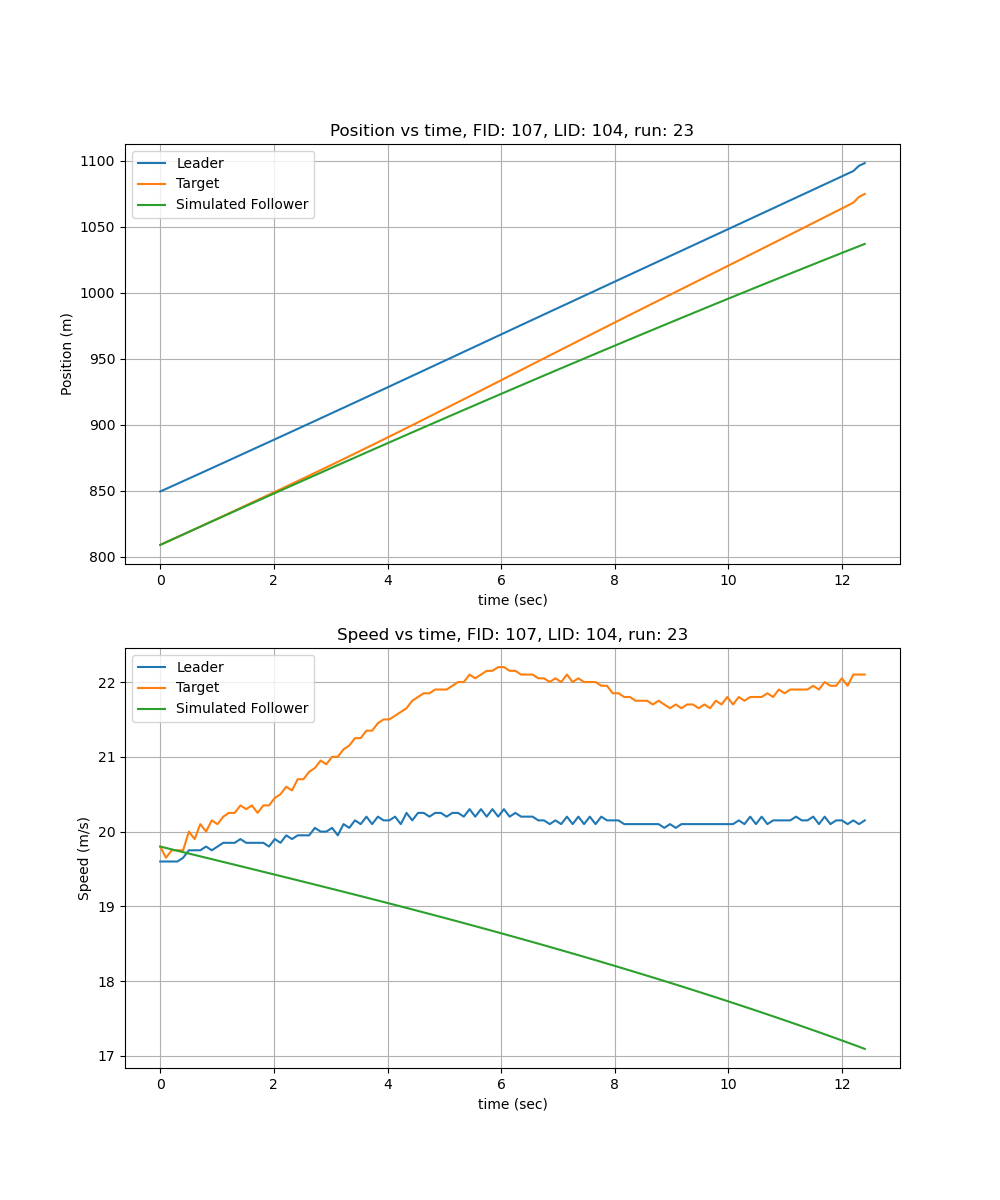 Position vs time, FID: 107, LID: 104, run: 23
Leader
Target
Simulated Follower
1100
1050
1000
950
900
850
800
Position (m)
0 2 4 6 8 10 12
time (sec)
Speed vs time, FID: 107, LID: 104, run: 23
Leader
Target
Simulated Follower
22
21
20
19
18
17
Speed (m/s)
0 2 4 6 8 10 12
time (sec)